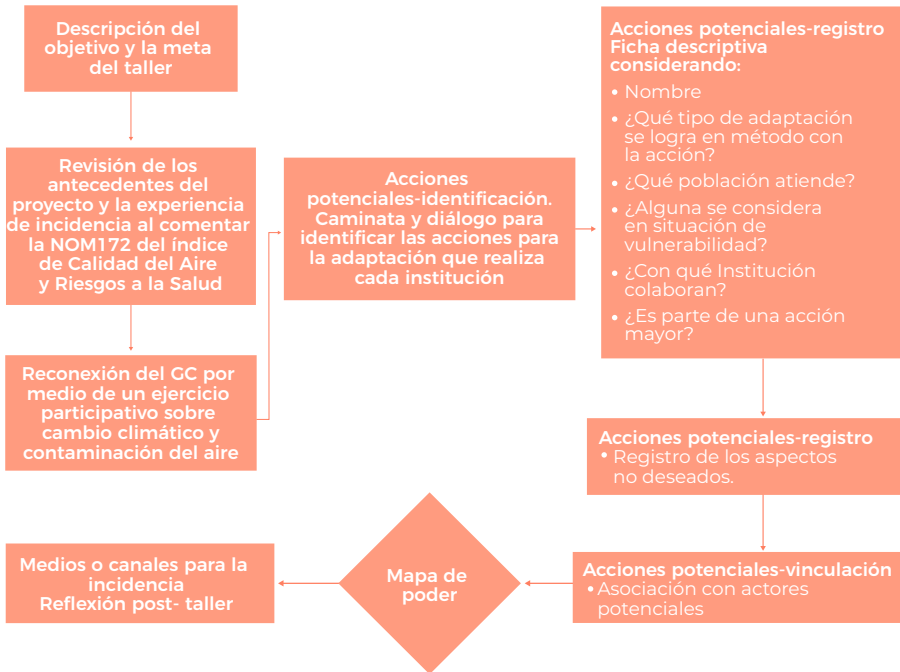 Descripción del
objetivo y la meta
del taller
Revisión de los
antecedentes del
proyecto y la experiencia
de incidencia al comentar
la NOM172 del índice
de Calidad del Aire
y Riesgos a la Salud
Reconexión del GC por
medio de un ejercicio
participativo sobre
cambio climático y
contaminación del aire
Acciones
potenciales-identificación.
Caminata y diálogo para
identificar las acciones para
la adaptación que realiza
cada institución
Acciones potenciales-registro
Ficha descriptiva
considerando:
• Nombre
• ¿Qué tipo de adaptación
se logra en método con
la acción?
• ¿Qué población atiende?
• ¿Alguna se considera
en situación de
vulnerabilidad?
• ¿Con qué Institución
colaboran?
• ¿Es parte de una acción
mayor?
Acciones potenciales-registro
• Registro de los aspectos
no deseados.
Acciones potenciales-vinculación
• Asociación con actores
potenciales
Mapa de
poder
Medios o canales para la
incidencia
Reflexión post- taller